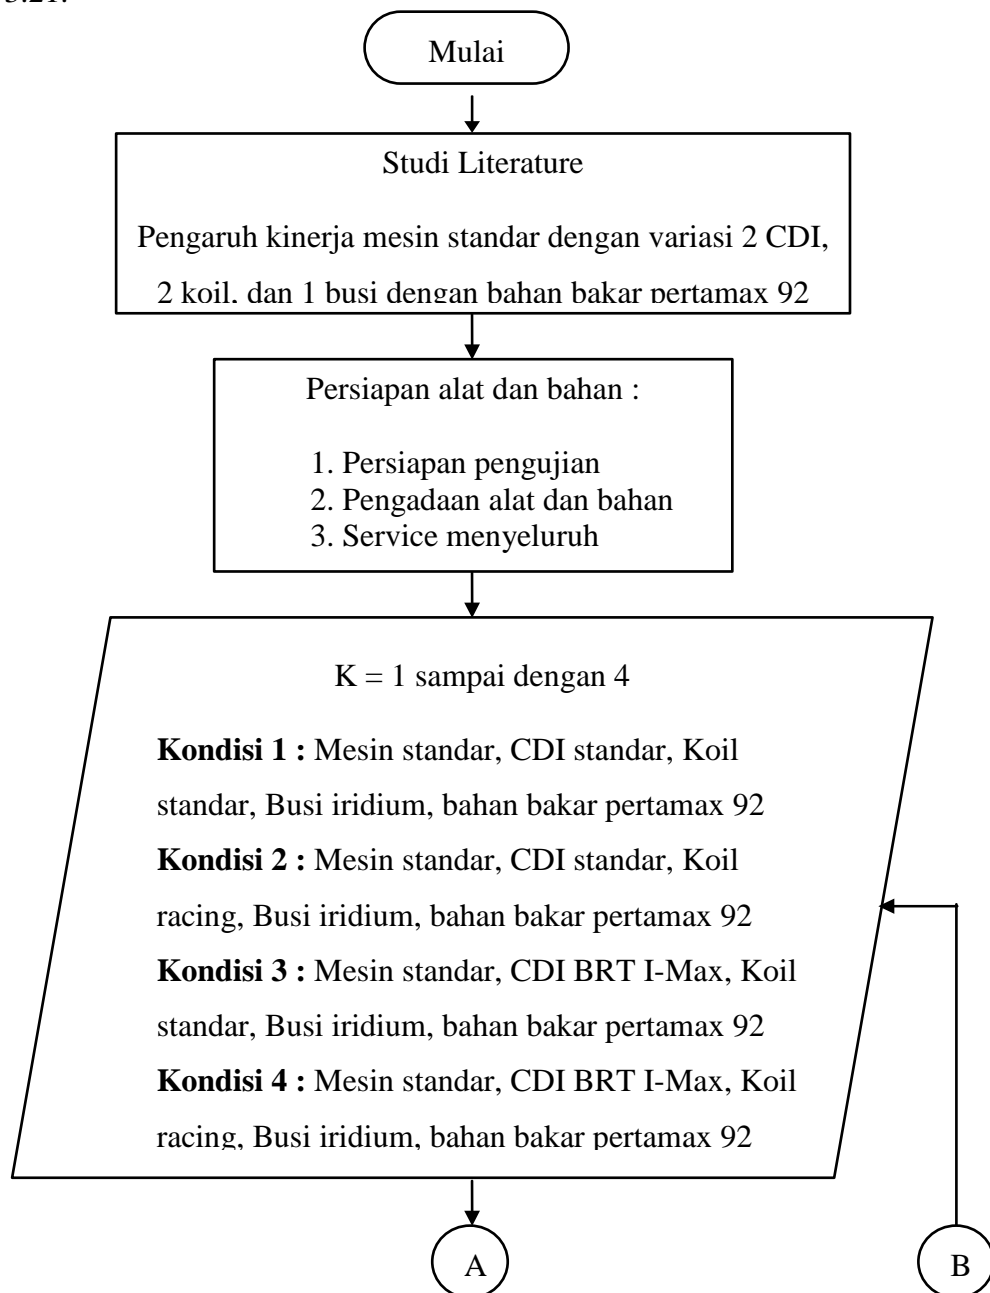 3.21.
Mulai
Studi Literature
Pengaruh kinerja mesin standar dengan variasi 2 CDI,
2 koil, dan 1 busi dengan bahan bakar pertamax 92
Persiapan alat dan bahan :
1. Persiapan pengujian
2. Pengadaan alat dan bahan
3. Service menyeluruh
K = 1 sampai dengan 4
Kondisi 1 : Mesin standar, CDI standar, Koil
standar, Busi iridium, bahan bakar pertamax 92
Kondisi 2 : Mesin standar, CDI standar, Koil
racing, Busi iridium, bahan bakar pertamax 92
Kondisi 3 : Mesin standar, CDI BRT I-Max, Koil
standar, Busi iridium, bahan bakar pertamax 92
Kondisi 4 : Mesin standar, CDI BRT I-Max, Koil
racing, Busi iridium, bahan bakar pertamax 92
A
B